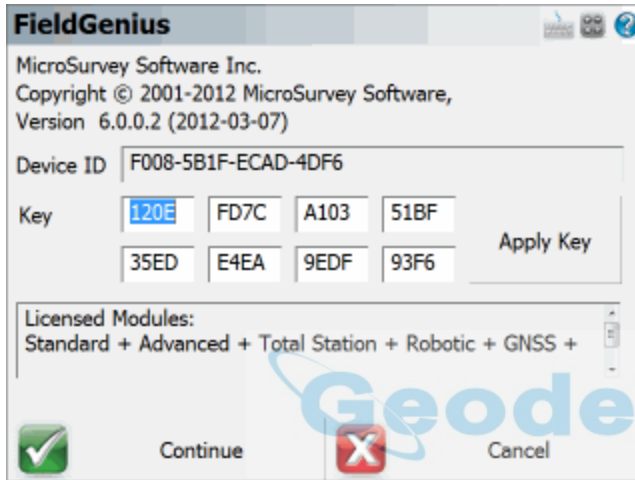 FieldGenius
MicroSurvey Software Inc.
Copyright © 2001-2012 MicroSurvey Software,
Version 6.0.0.2 (2012-03-07)
Device ID F008-5B1F-ECAD-4DF6
Key 120E FD7C A103 51BF
35ED E4EA 9EDF 93F6
Apply Key
Licensed Modules:
Standard + Advanced + Total Station + Robotic + GNSS +
Geode
Continue Cancel